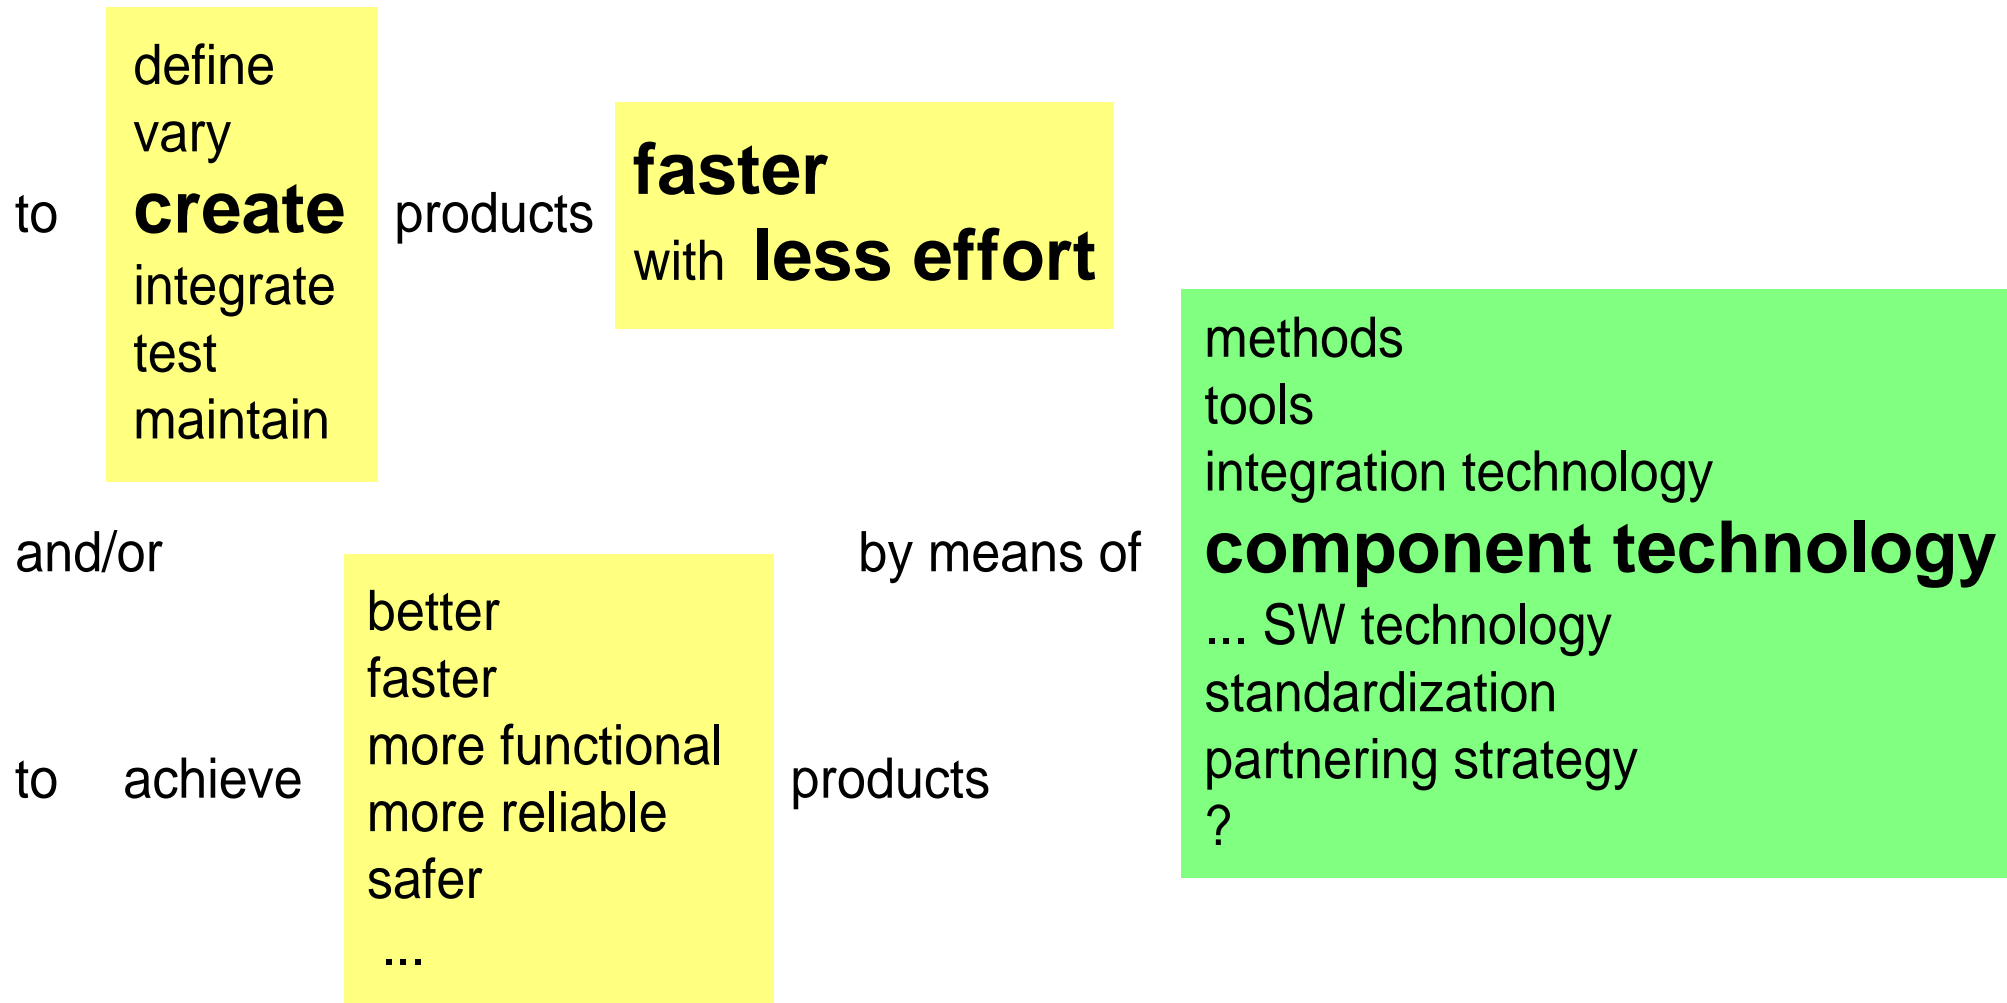 to
define
vary
create
integrate
test
maintain
products
faster
with less effort
and/or
to achieve
better
faster
more functional
more reliable
safer
...
products
by means of
methods
tools
integration technology
component technology
... SW technology
standardization
partnering strategy
?